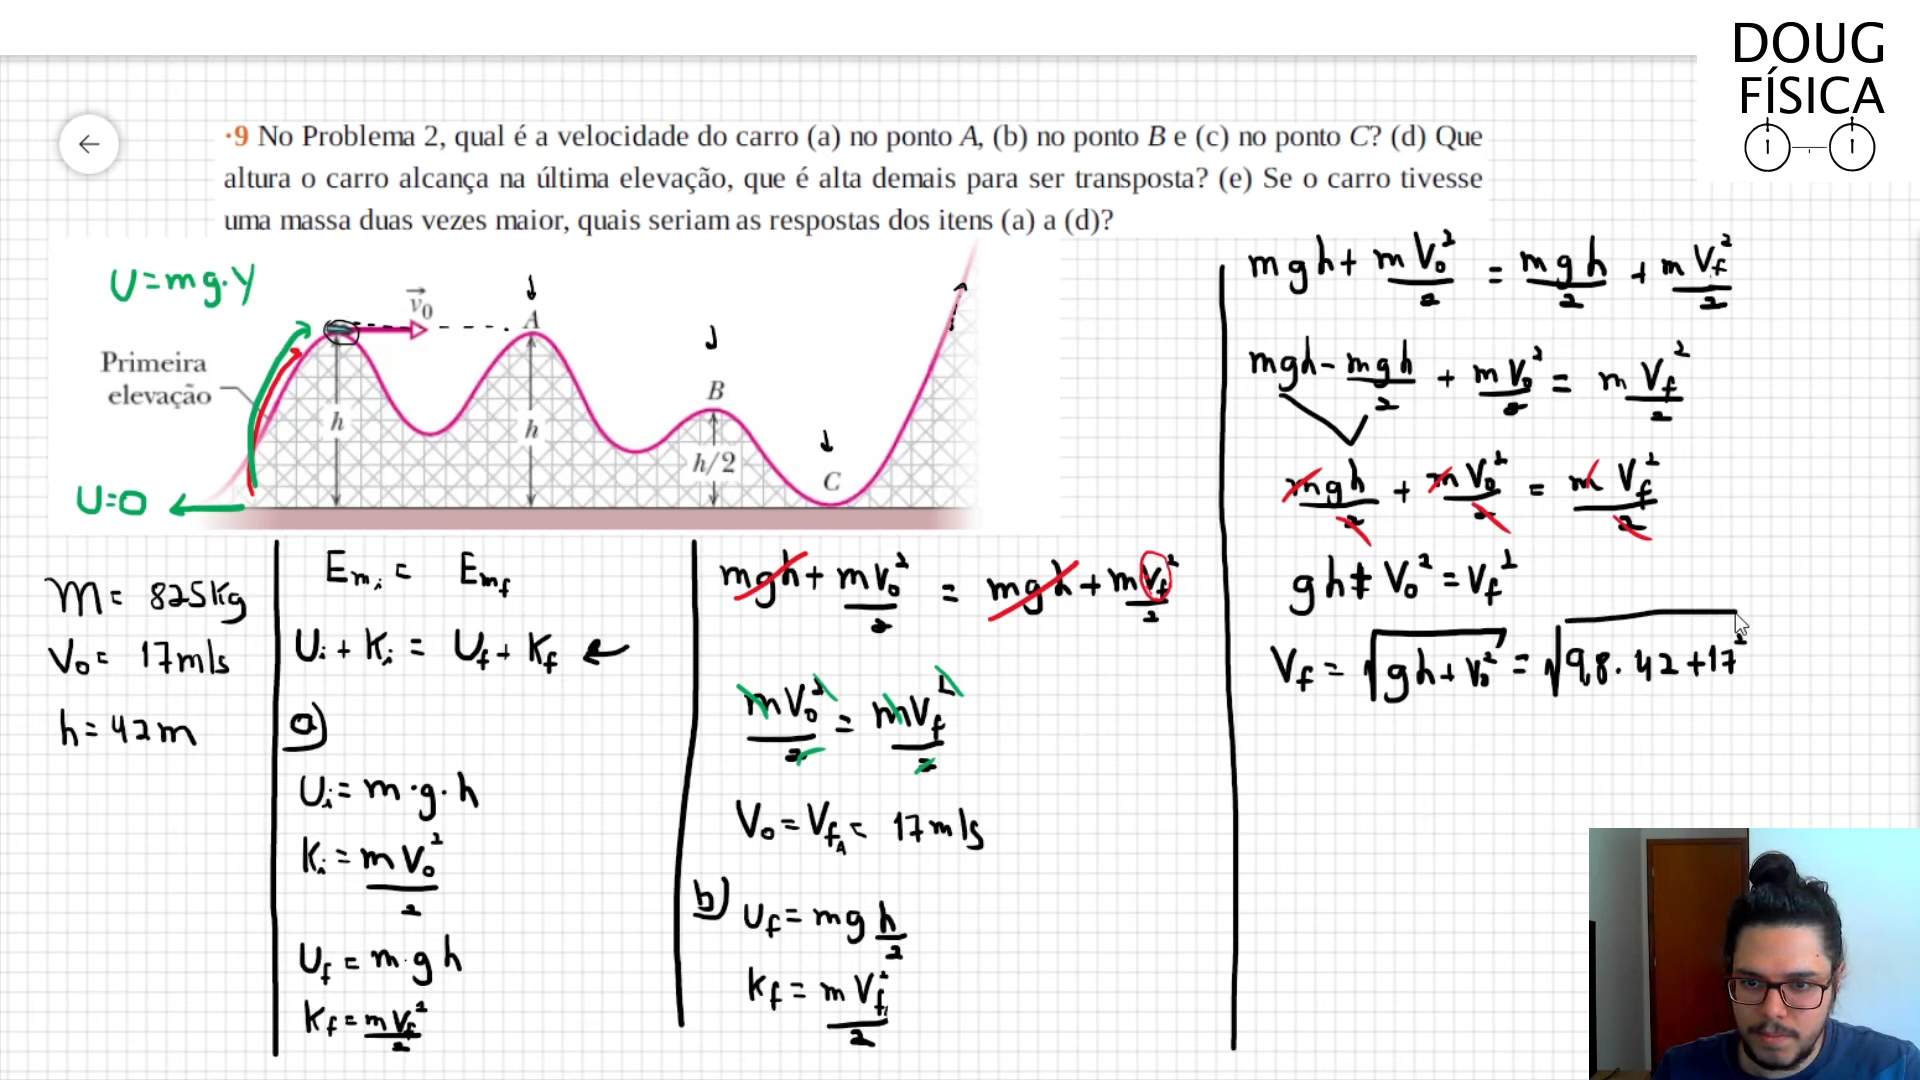 DOUG
FÍSICA
·9 No Problema 2, qual é a velocidade do carro (a) no ponto A, (b) no ponto B e (c) no ponto C? (d) Que
altura o carro alcança na última elevação, que é alta demais para ser transposta? (e) Se o carro tivesse
uma massa duas vezes maior, quais seriam as respostas dos itens (a) a (d)?
U=mg.y
v₀
A
Primeira
elevação
h
h
B
h/2
C
U=0
M= 825Kg
V₀= 17m/s
h=42m
Emᵢ = Emf
Uᵢ + Kᵢ = Uf + Kf ←
a)
Uᵢ= m·g·h
Kᵢ= mV₀²/2
Uf = m·gh
Kf= mVf²/2
mgh + mV₀²/2 = mgh + mVf²/2
mV₀²/2 = mVf²/2
V₀=VfA= 17m/s
b) Uf= mg h/2
Kf= mVf²/2
mgh + mV₀²/2 = mgh/2 + mVf²/2
mgh - mgh/2 + mV₀²/2 = mVf²/2
mgh/2 + mV₀²/2 = mVf²/2
gh + V₀² = Vf²
Vf = √gh+V₀² = √9,8.42+17²